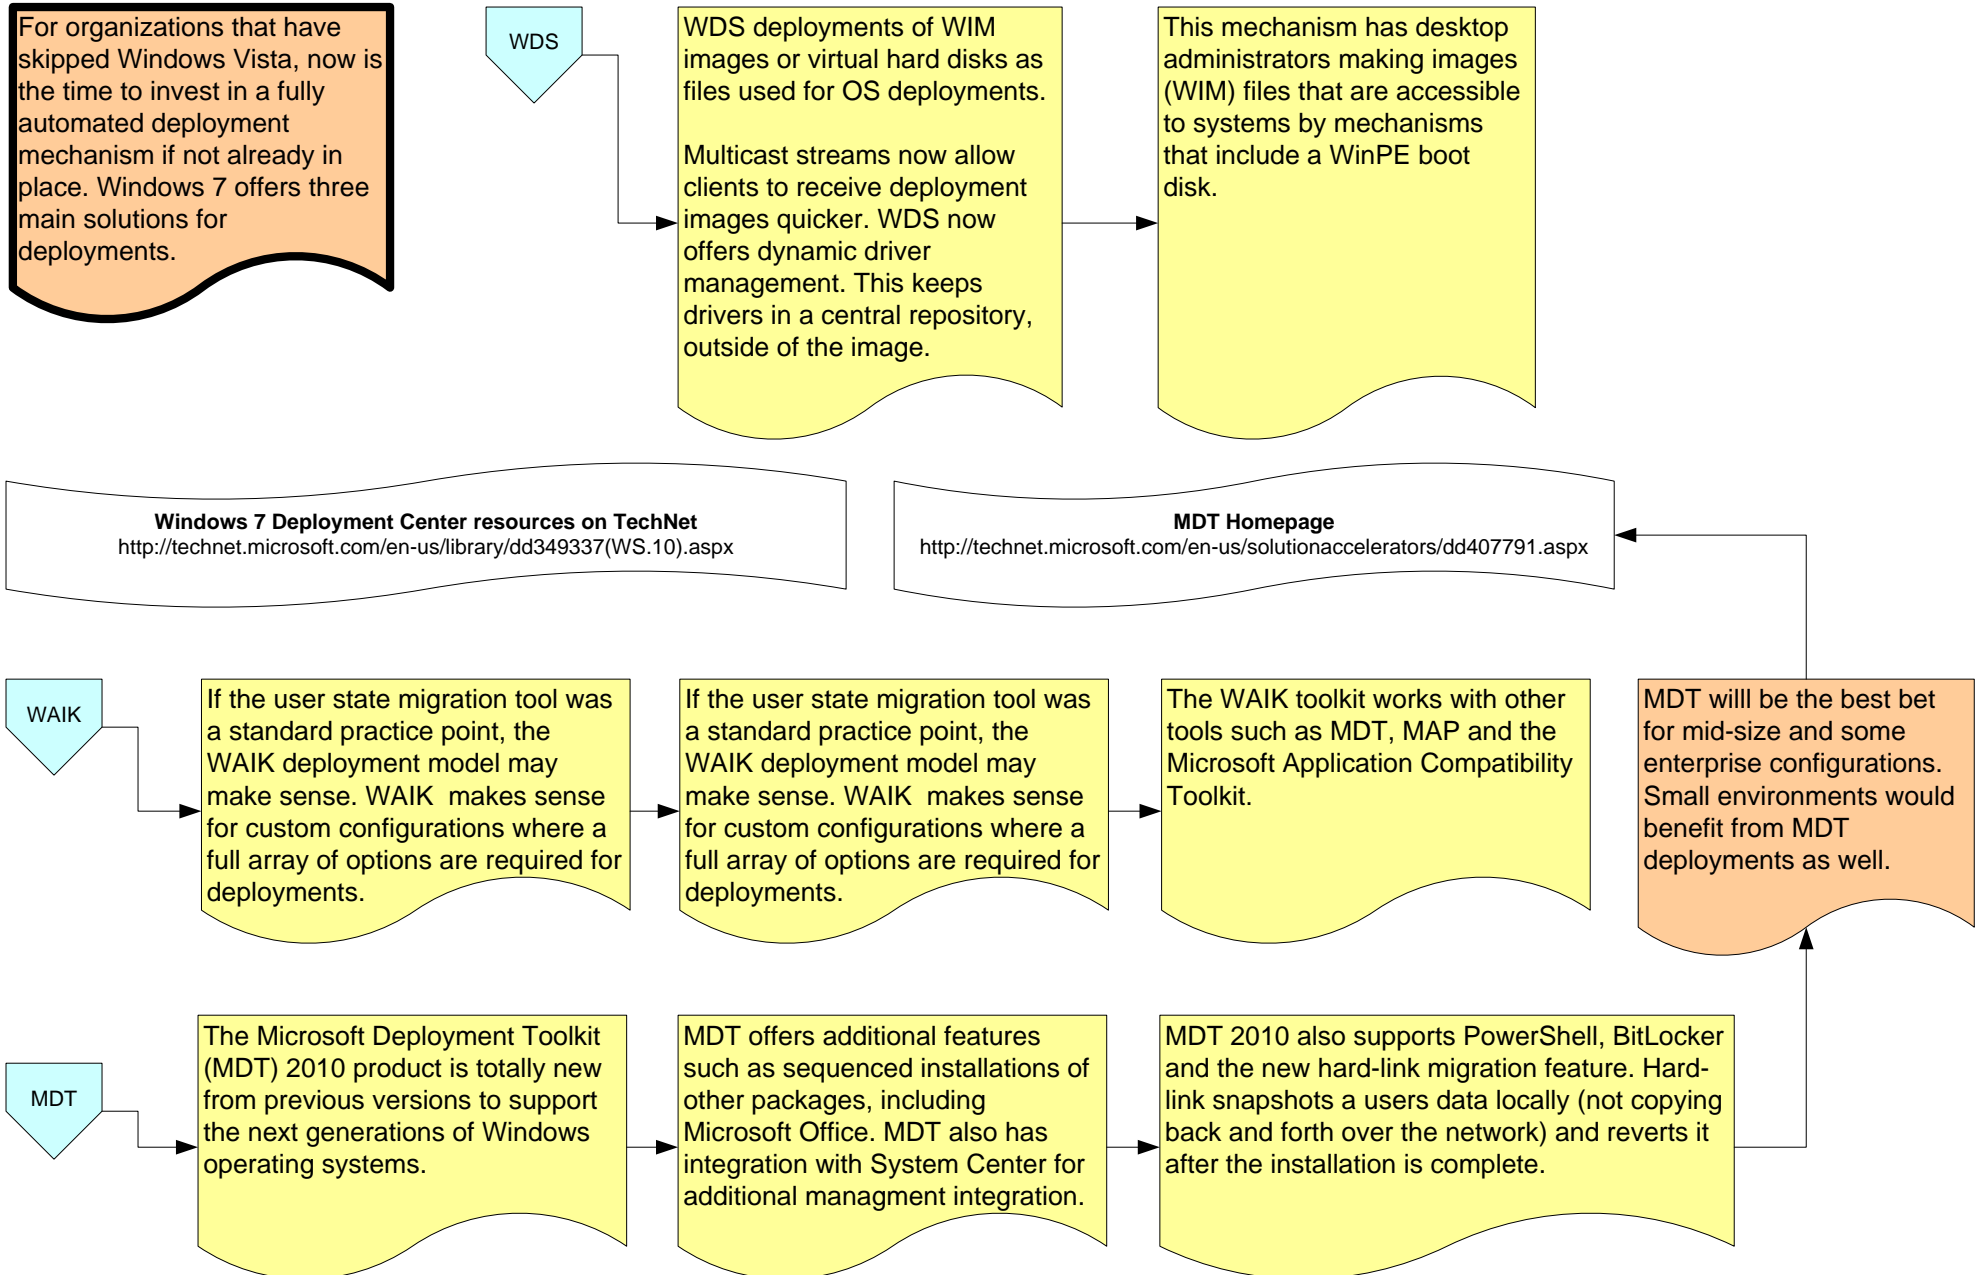 For organizations that have
skipped Windows Vista, now is
the time to invest in a fully
automated deployment
mechanism if not already in
place. Windows 7 offers three
main solutions for
deployments.
WDS
WDS deployments of WIM
images or virtual hard disks as
files used for OS deployments.
Multicast streams now allow
clients to receive deployment
images quicker. WDS now
offers dynamic driver
management. This keeps
drivers in a central repository,
outside of the image.
This mechanism has desktop
administrators making images
(WIM) files that are accessible
to systems by mechanisms
that include a WinPE boot
disk.
Windows 7 Deployment Center resources on TechNet
http://technet.microsoft.com/en-us/library/dd349337(WS.10).aspx
MDT Homepage
http://technet.microsoft.com/en-us/solutionaccelerators/dd407791.aspx
WAIK
If the user state migration tool was
a standard practice point, the
WAIK deployment model may
make sense. WAIK  makes sense
for custom configurations where a
full array of options are required for
deployments.
If the user state migration tool was
a standard practice point, the
WAIK deployment model may
make sense. WAIK  makes sense
for custom configurations where a
full array of options are required for
deployments.
The WAIK toolkit works with other
tools such as MDT, MAP and the
Microsoft Application Compatibility
Toolkit.
MDT willl be the best bet
for mid-size and some
enterprise configurations.
Small environments would
benefit from MDT
deployments as well.
MDT
The Microsoft Deployment Toolkit
(MDT) 2010 product is totally new
from previous versions to support
the next generations of Windows
operating systems.
MDT offers additional features
such as sequenced installations of
other packages, including
Microsoft Office. MDT also has
integration with System Center for
additional managment integration.
MDT 2010 also supports PowerShell, BitLocker
and the new hard-link migration feature. Hard-
link snapshots a users data locally (not copying
back and forth over the network) and reverts it
after the installation is complete.